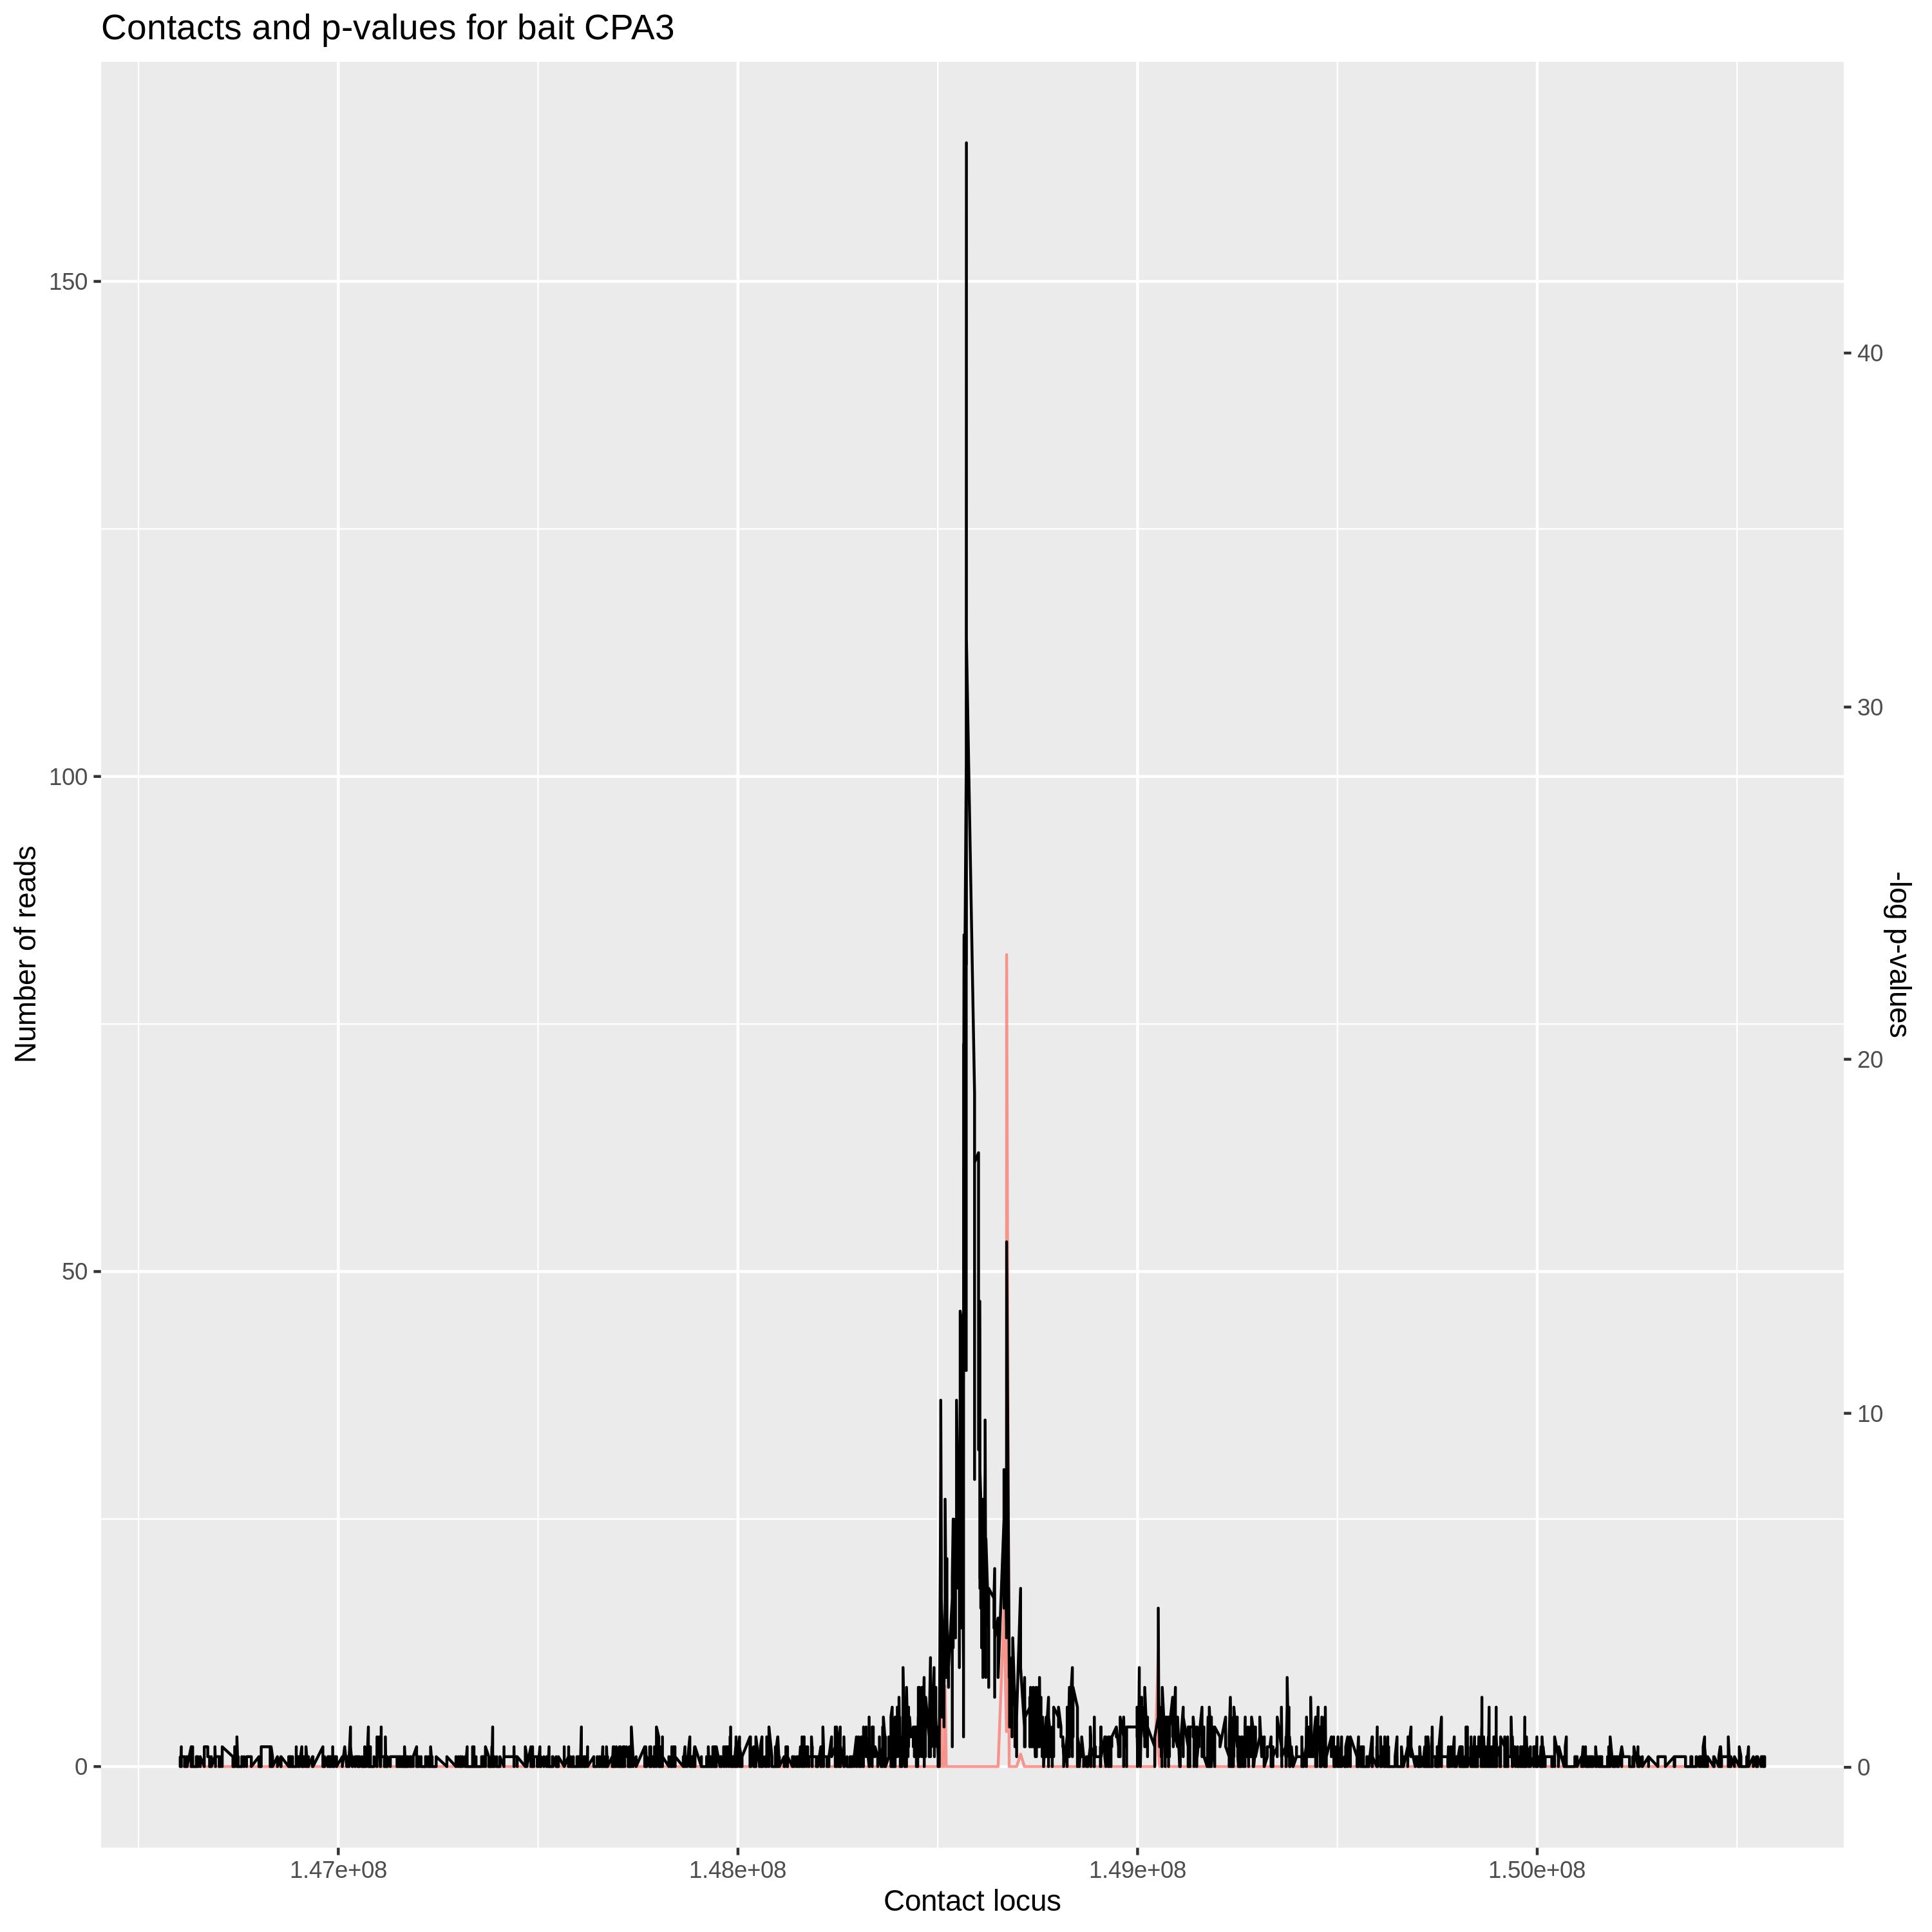 Contacts and p-values for bait CPA3
150
100
50
0
Number of reads
40
30
20
10
0
-log p-values
1.47e+08
1.48e+08
1.49e+08
1.50e+08
Contact locus